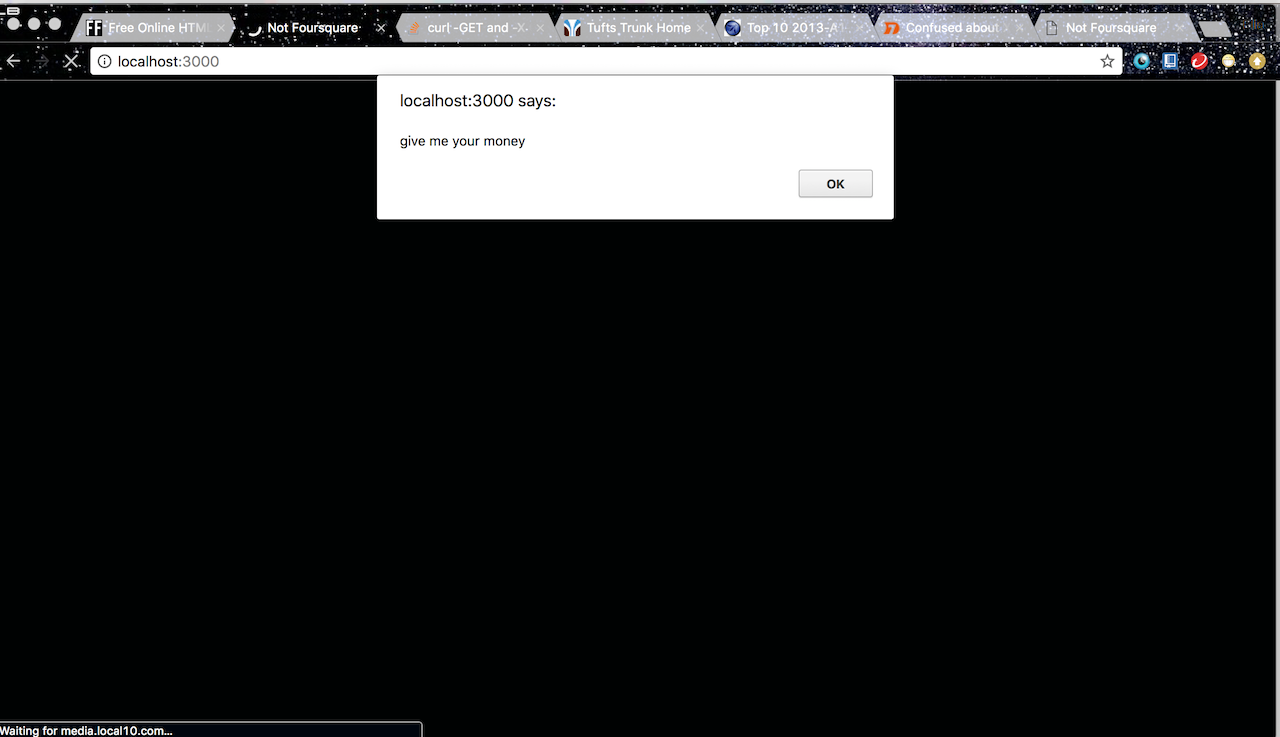 Free Online HTML
Not Foursquare
curl -GET and -X
Tufts Trunk Home
Top 10 2013-A
Confused about
Not Foursquare
localhost:3000
localhost:3000 says:
give me your money
OK
Waiting for media.local10.com...